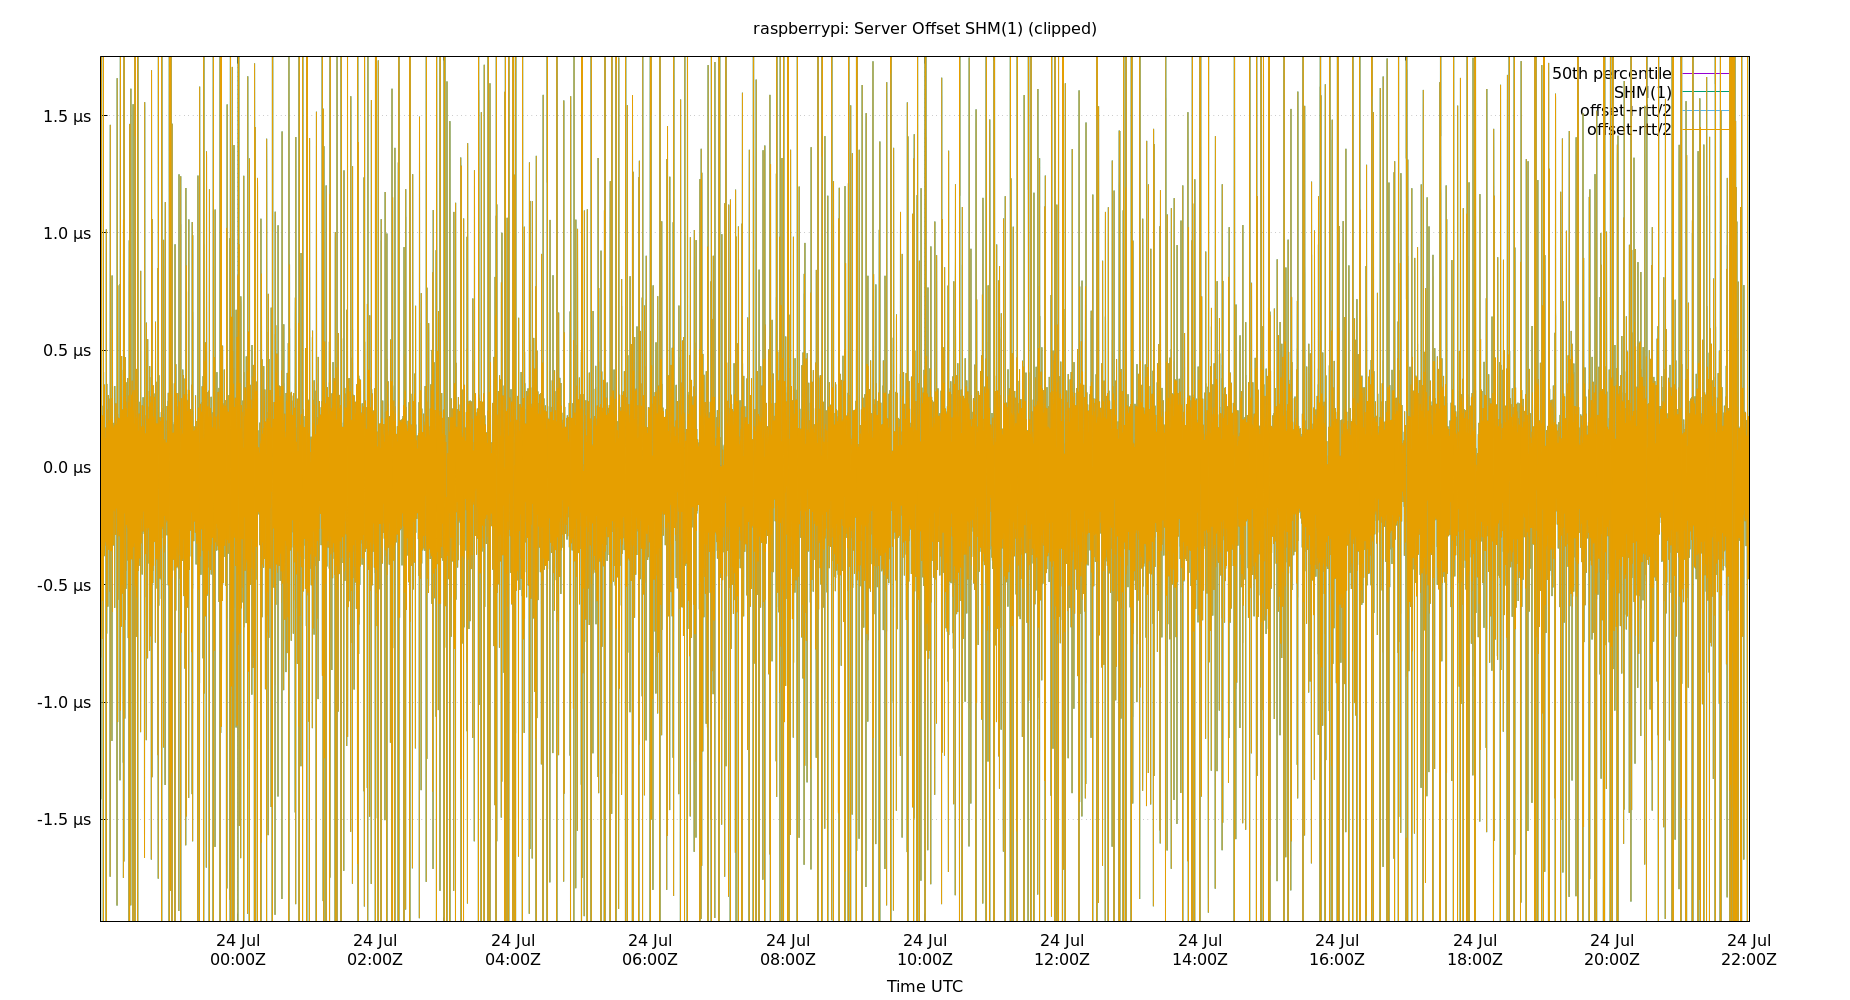 raspberrypi: Server Offset SHM(1) (clipped)
50th percentile
SHM(1)
offset+rtt/2
offset-rtt/2
1.5 µs
1.0 µs
0.5 µs
0.0 µs
-0.5 µs
-1.0 µs
-1.5 µs
24 Jul 24 Jul 24 Jul 24 Jul 24 Jul 24 Jul 24 Jul 24 Jul 24 Jul 24 Jul 24 Jul 24 Jul
00:00Z 02:00Z 04:00Z 06:00Z 08:00Z 10:00Z 12:00Z 14:00Z 16:00Z 18:00Z 20:00Z 22:00Z
Time UTC